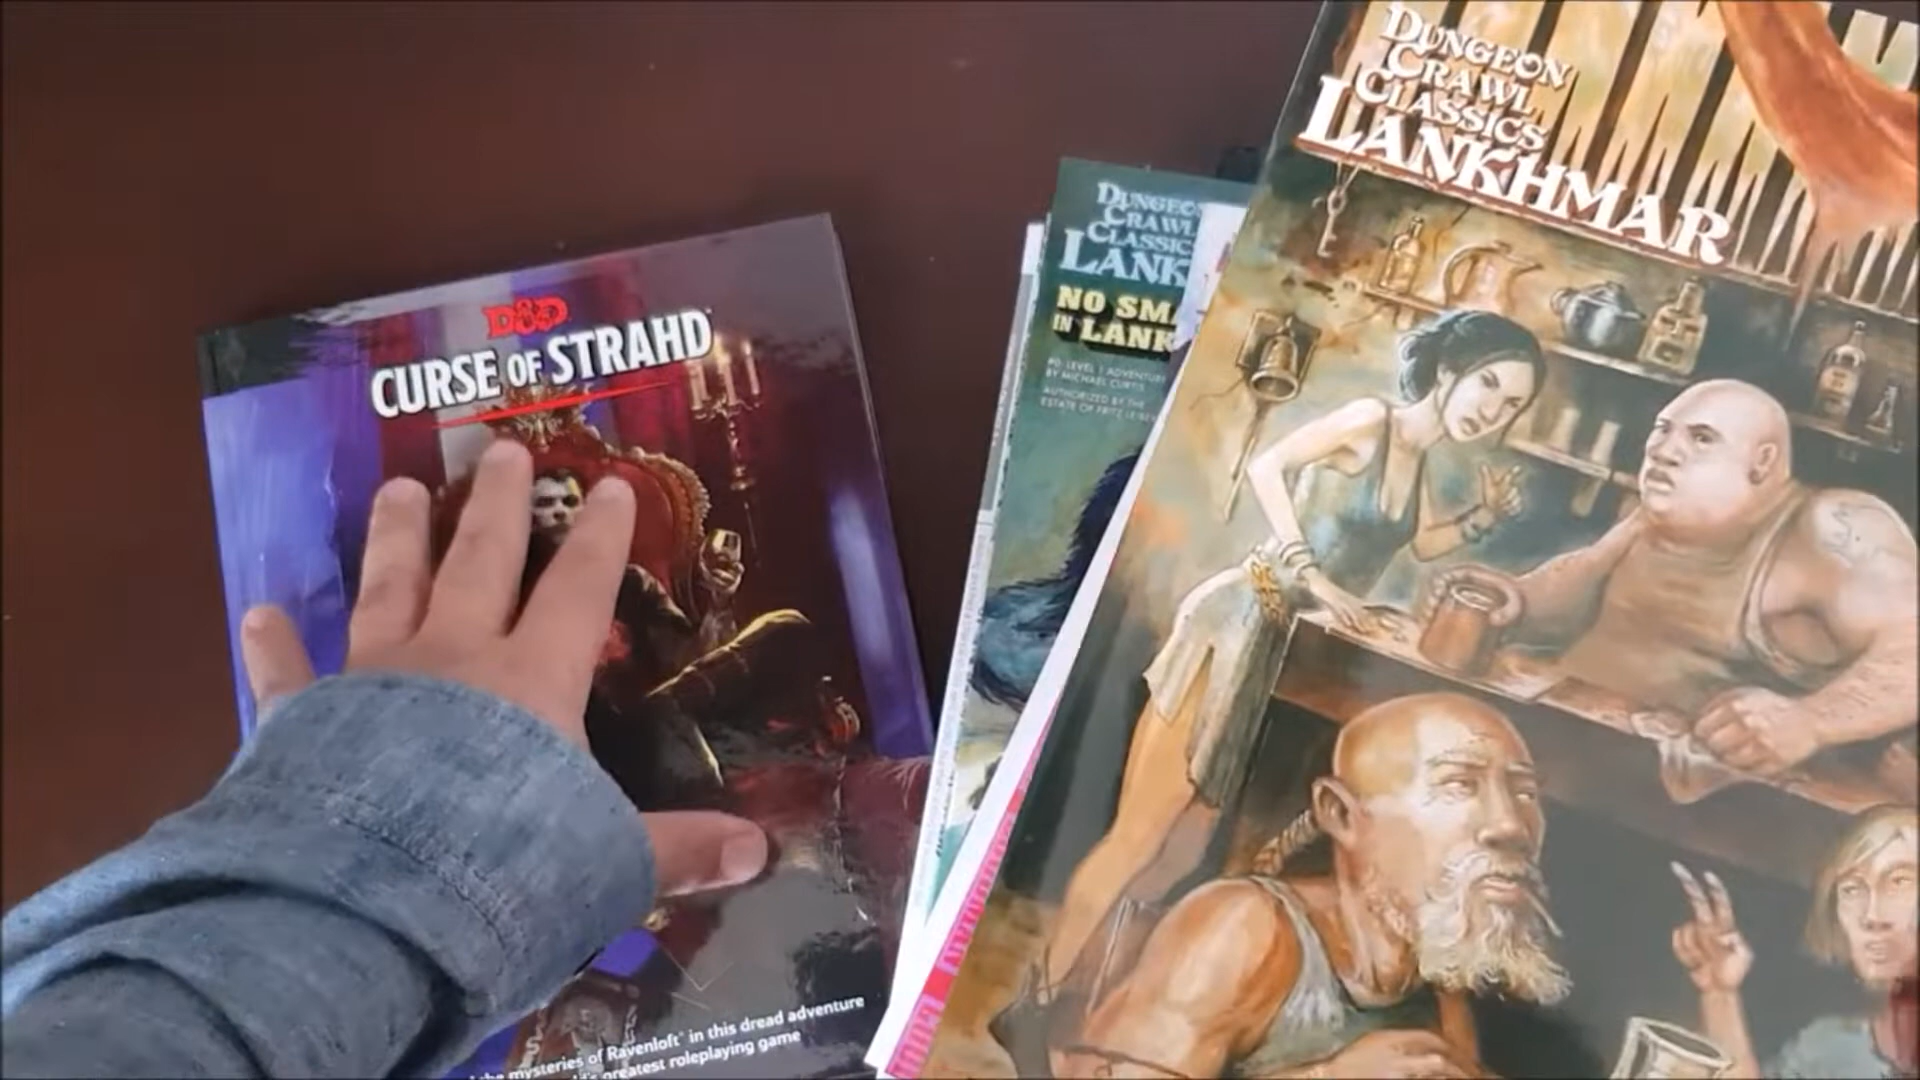 D&D
CURSE OF STRAHD
the mysteries of Ravenloft® in this dread adventure
greatest roleplaying game
DUNGEON
CRAWL
CLASSICS
LANK
NO SM
IN LANK
#0: LEVEL 1 ADVENTURE
BY MICHAEL CURTIS
AUTHORIZED BY THE
ESTATE OF FRITZ LEIBER
DUNGEON
CRAWL
CLASSICS
LANKHMAR